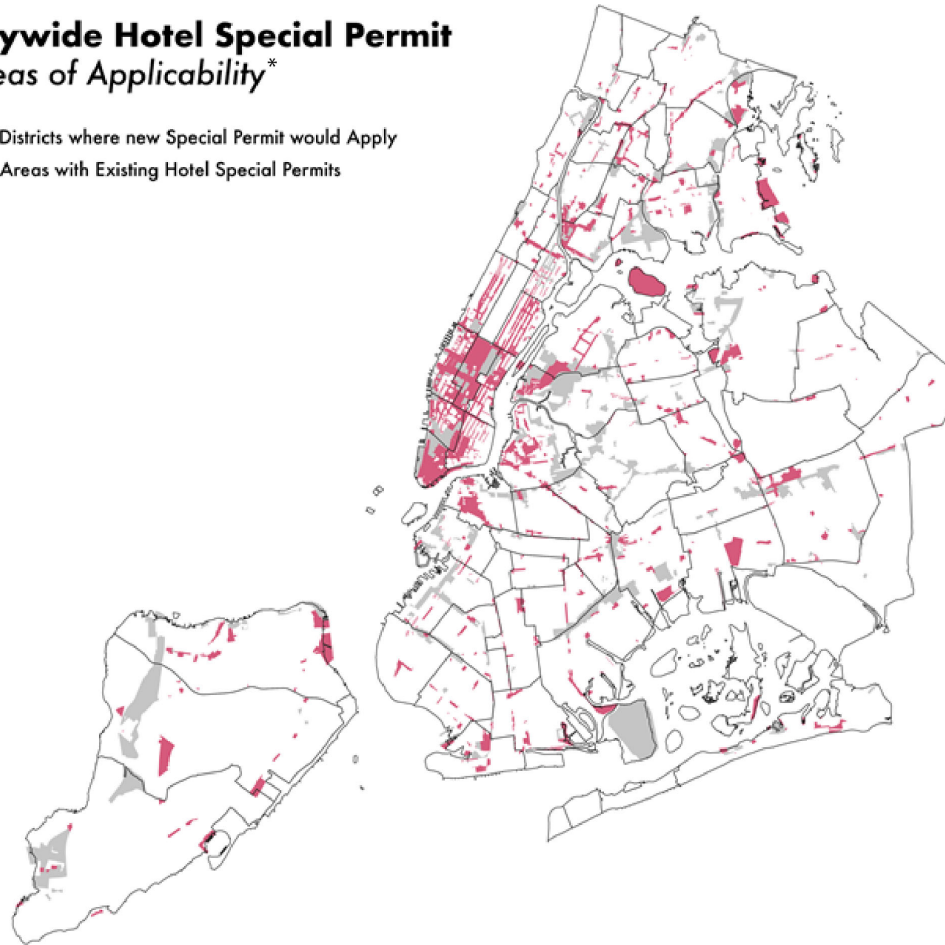 ywide Hotel Special Permit
eas of Applicability*
Districts where new Special Permit would Apply
Areas with Existing Hotel Special Permits